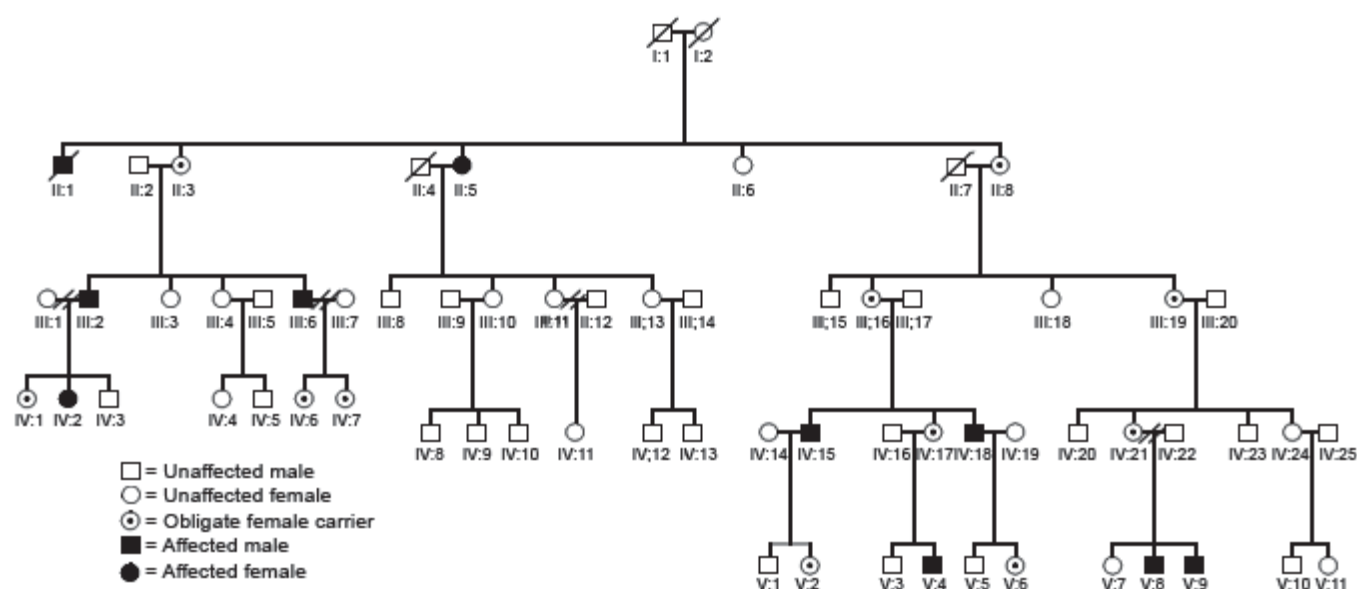 I:1 I:2
II:1 II:2 II:3 II:4 II:5 II:6 II:7 II:8
III:1 III:2 III:3 III:4 III:5 III:6 III:7 III:8 III:9 III:10 III:11 II:12 III;13 III;14 III;15 III;16 III;17 III:18 III:19 III:20
IV:1 IV:2 IV:3 IV:4 IV:5 IV:6 IV:7
IV:8 IV:9 IV:10 IV:11 IV;12 IV:13 IV:14 IV:15 IV:16 IV:17 IV:18 IV:19 IV:20 IV:21 IV:22 IV:23 IV:24 IV:25
= Unaffected male
= Unaffected female
= Obligate female carrier
= Affected male
= Affected female
V:1 V:2 V:3 V:4 V:5 V:6 V:7 V:8 V:9 V:10 V:11